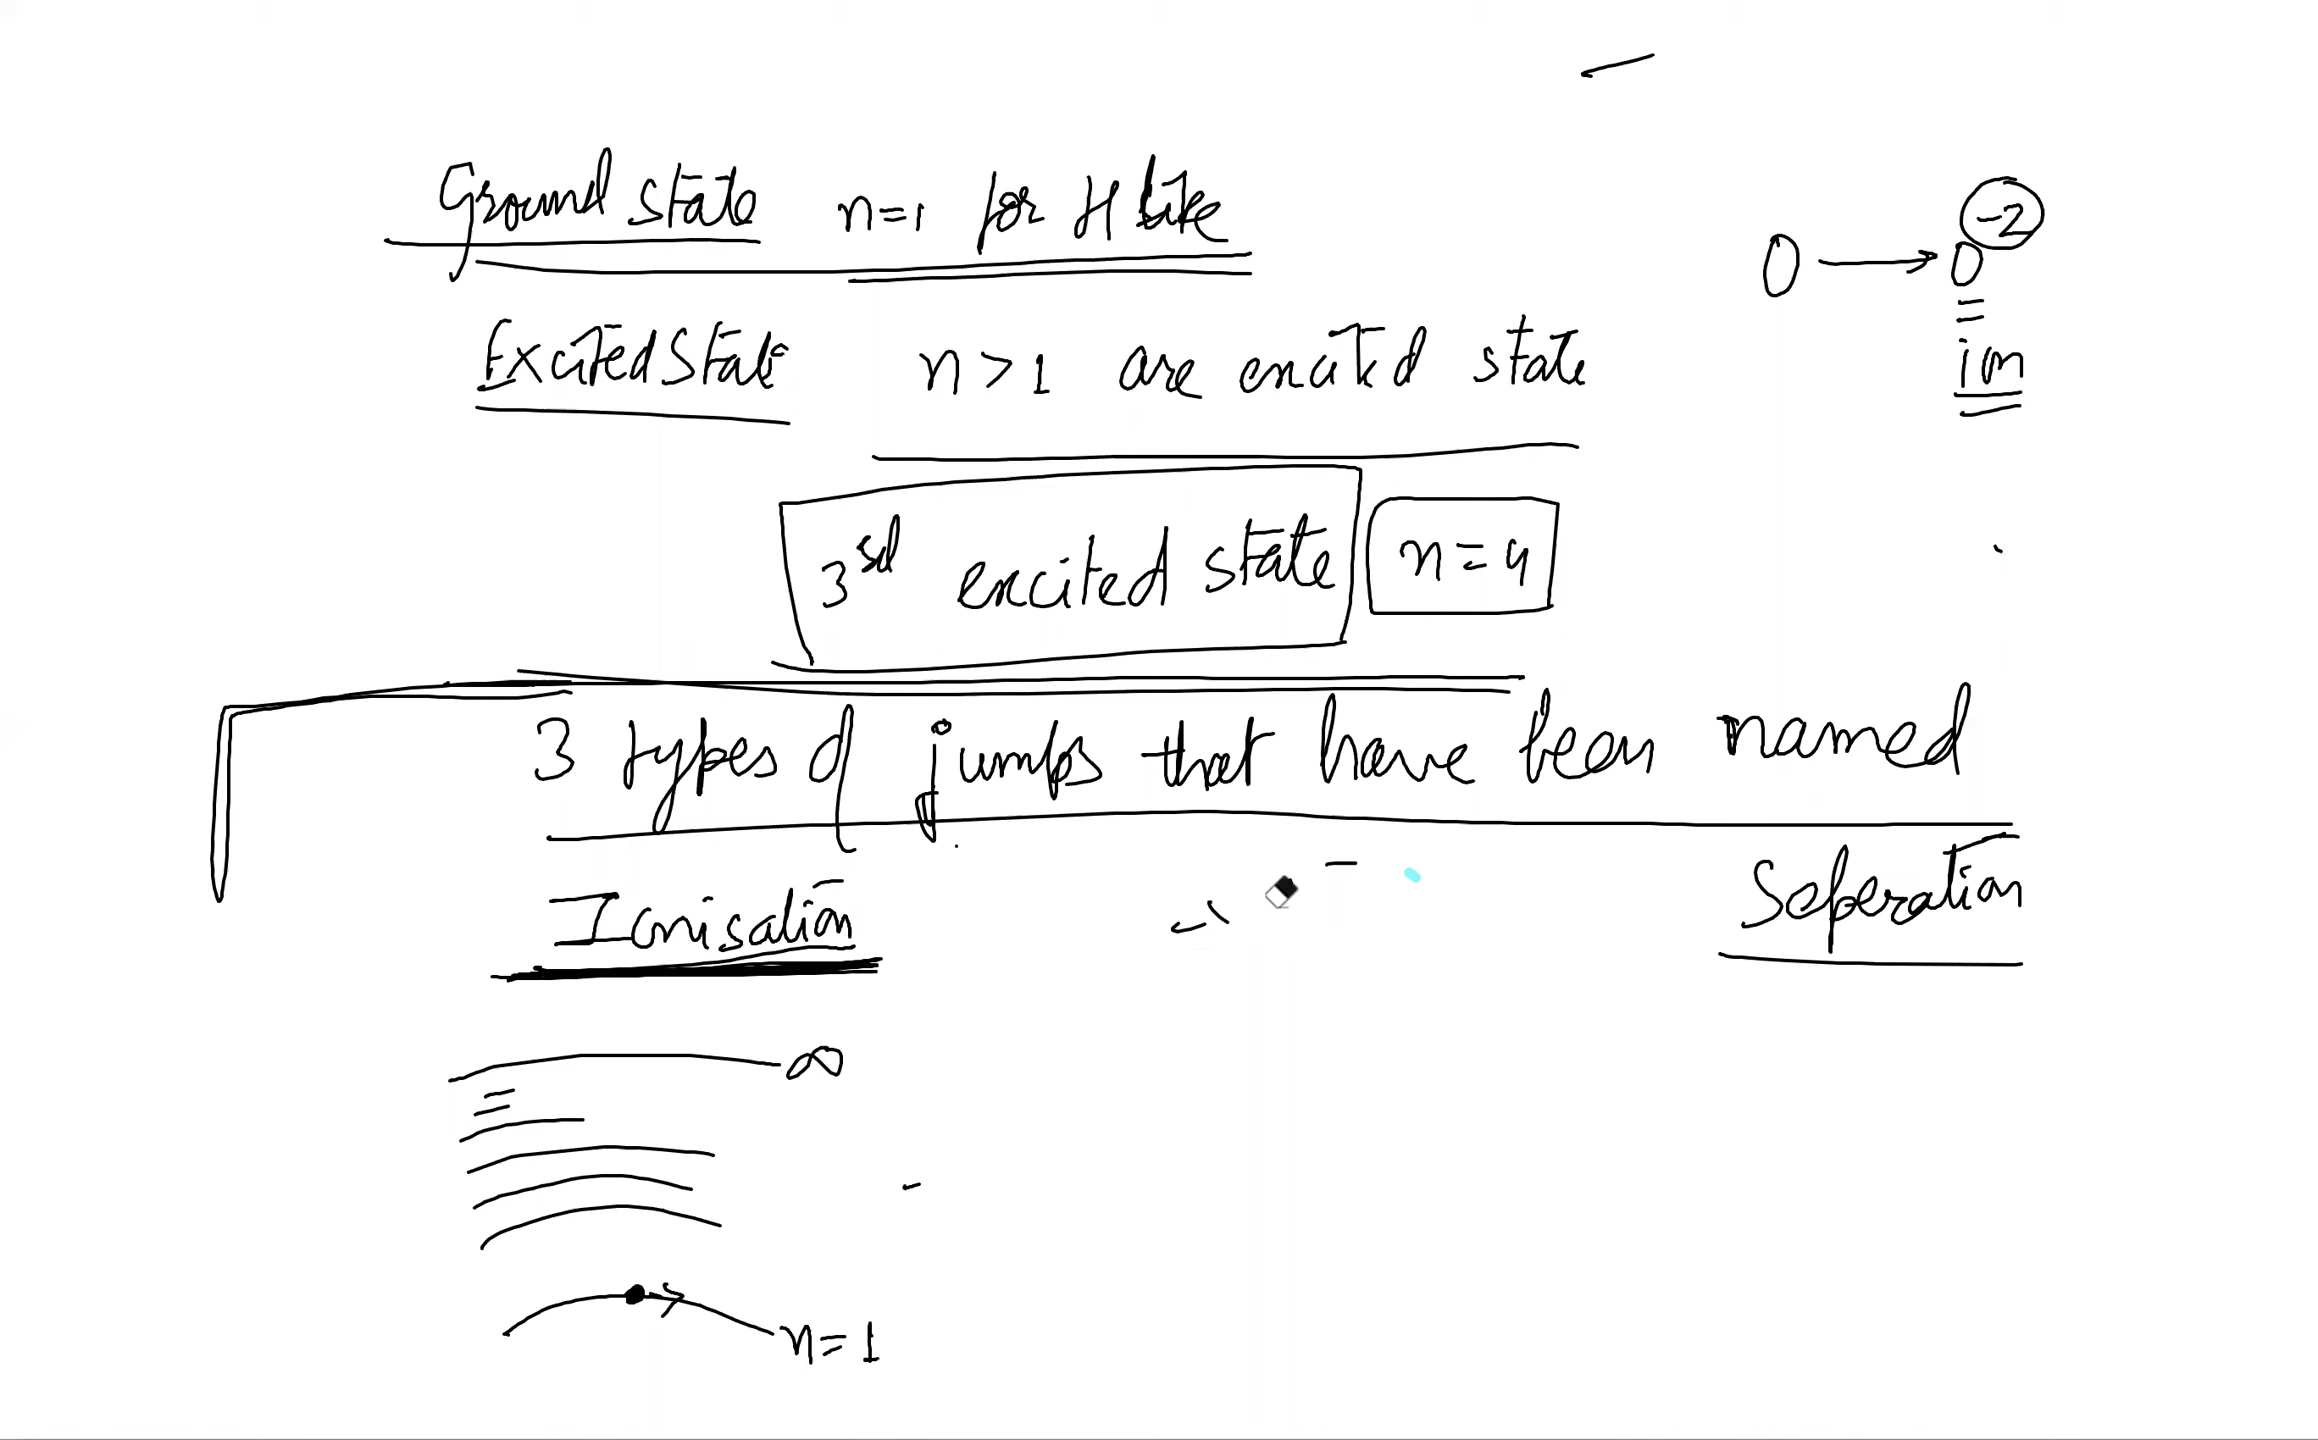 Ground state n=1 for H like
O → O -2
ion
Excited State n>1 are excited state
3rd excited state n=4
3 types of jumps that have been named
Ionisation Seperation
∞
n=1